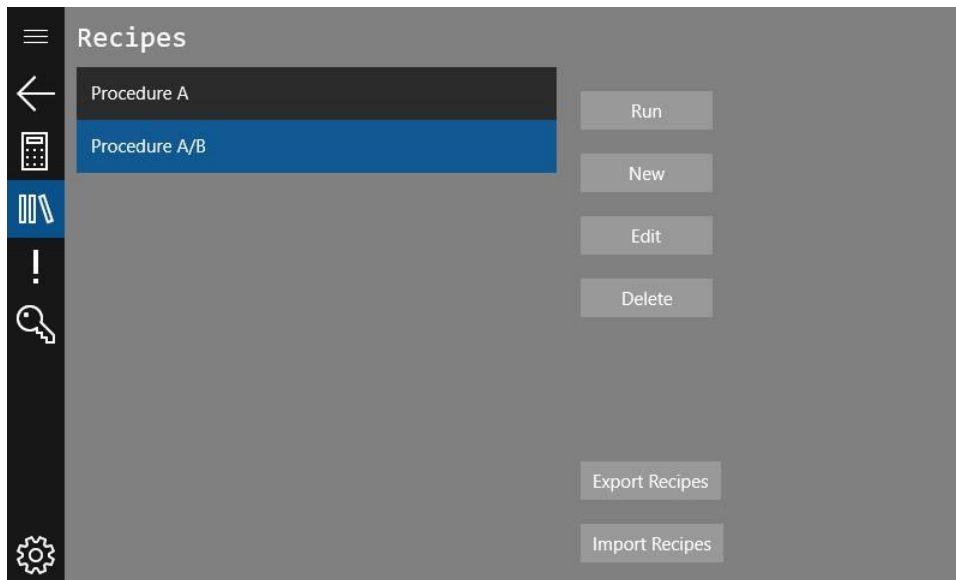 Recipes
Procedure A
Procedure A/B
Run
New
Edit
Delete
Export Recipes
Import Recipes